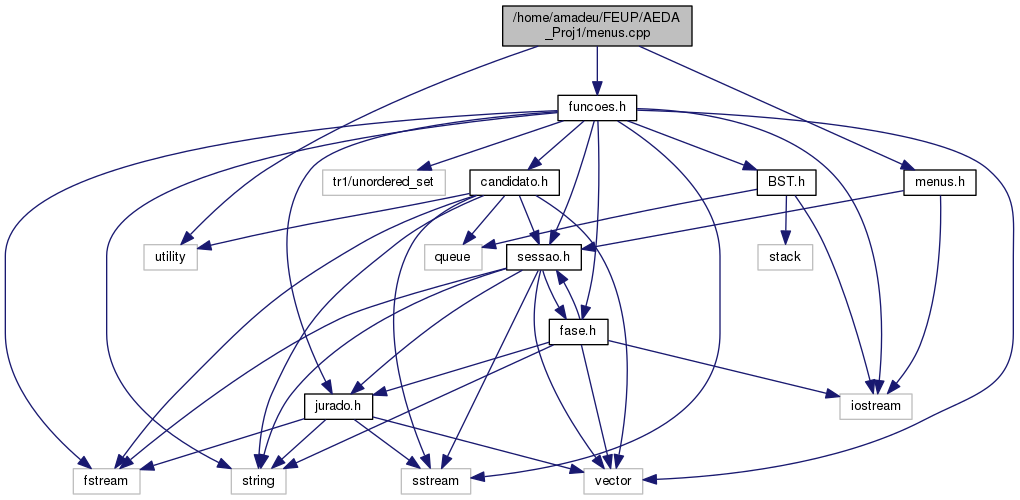 /home/amadeu/FEUP/AEDA
_Proj1/menus.cpp
funcoes.h
tr1/unordered_set
candidato.h
BST.h
menus.h
utility
queue
sessao.h
stack
fase.h
jurado.h
iostream
fstream
string
sstream
vector